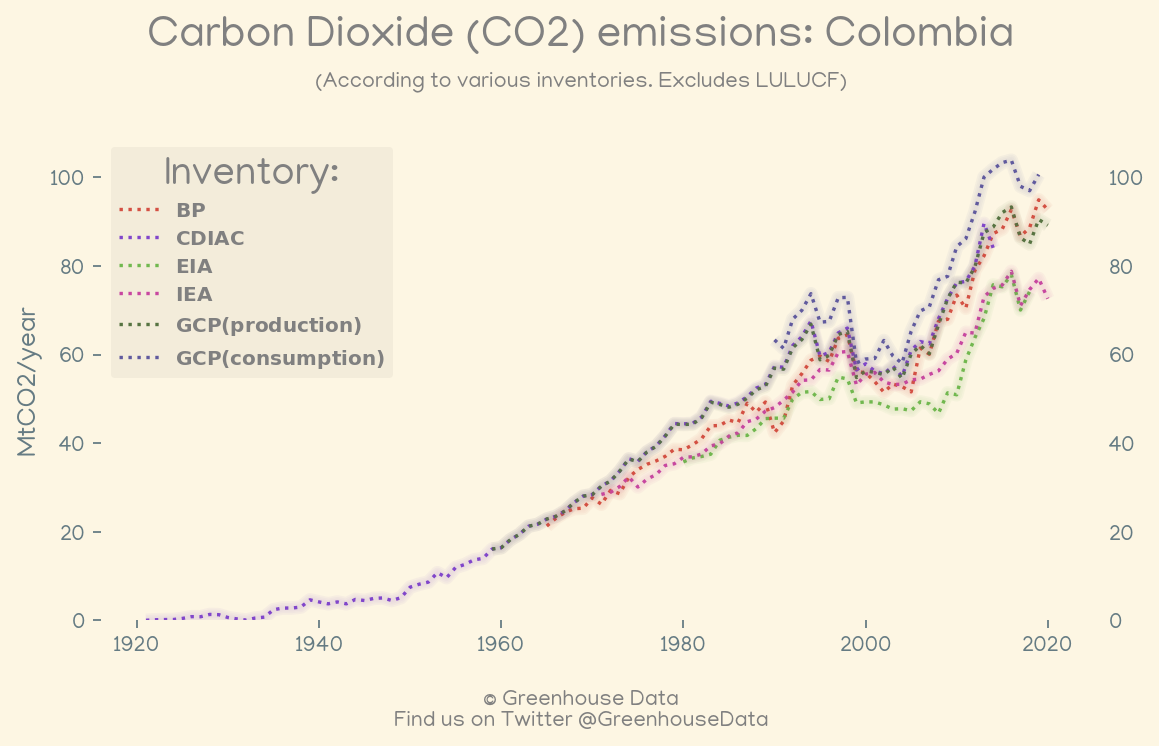 Carbon Dioxide (CO2) emissions: Colombia
(According to various inventories. Excludes LULUCF)
Inventory:
BP
CDIAC
EIA
IEA
GCP(production)
GCP(consumption)
MtCO2/year
100
80
60
40
20
0
100
80
60
40
20
0
1920 1940 1960 1980 2000 2020
© Greenhouse Data
Find us on Twitter @GreenhouseData